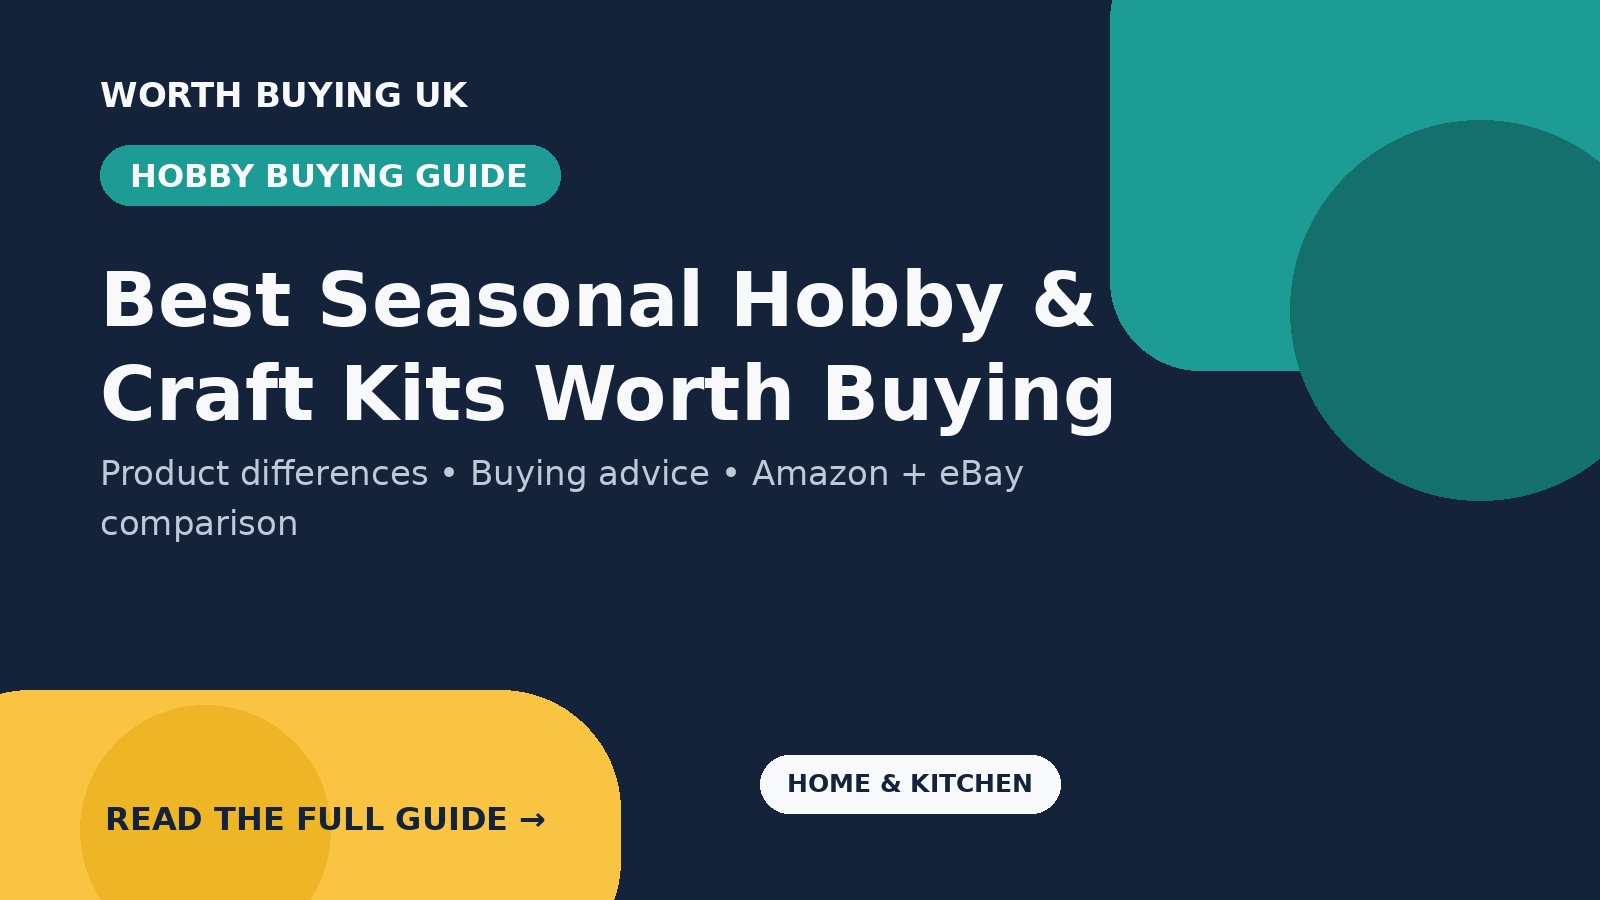 WORTH BUYING UK
HOBBY BUYING GUIDE
Best Seasonal Hobby &
Craft Kits Worth Buying
Product differences • Buying advice • Amazon + eBay
comparison
READ THE FULL GUIDE →
HOME & KITCHEN